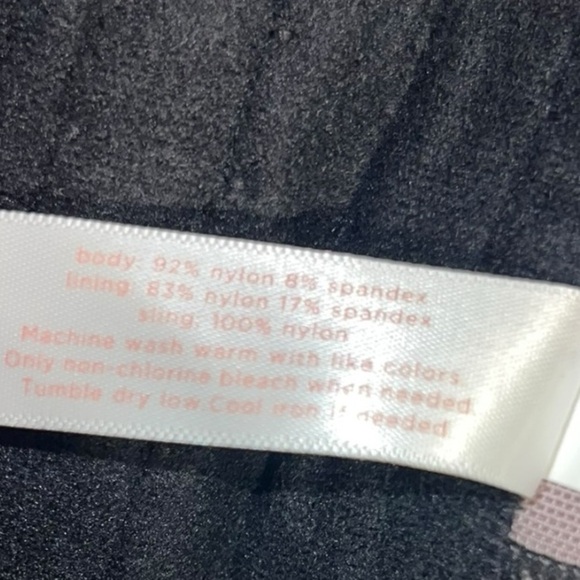 body: 92% nylon 8% spandex
lining: 83% nylon 17% spandex
sling: 100% nylon
Machine wash warm with like colors.
Only non-chlorine bleach when needed.
Tumble dry low.Cool iron if needed.